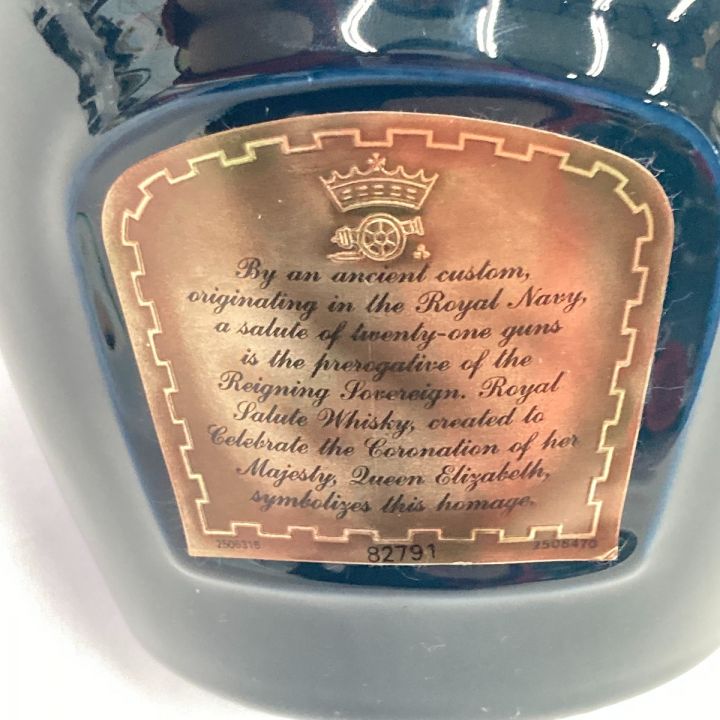 By an ancient custom,
originating in the Royal Navy,
a salute of twenty-one guns
is the prerogative of the
Reigning Sovereign. Royal
Salute Whisky, created to
Celebrate the Coronation of her
Majesty, Queen Elizabeth,
symbolizes this homage.
2506316 82791 2506470